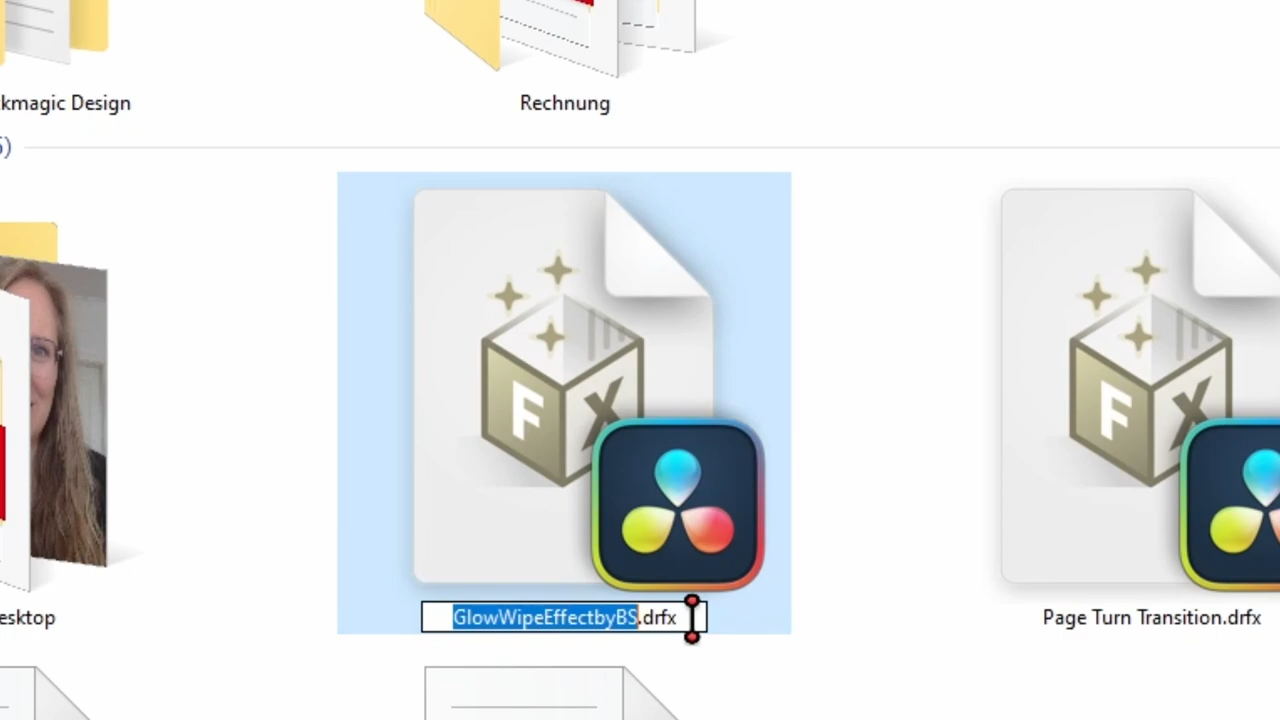 kmagic Design
Rechnung
5)
F X
F X
GlowWipeEffectbyBS.drfx
Page Turn Transition.drfx
esktop